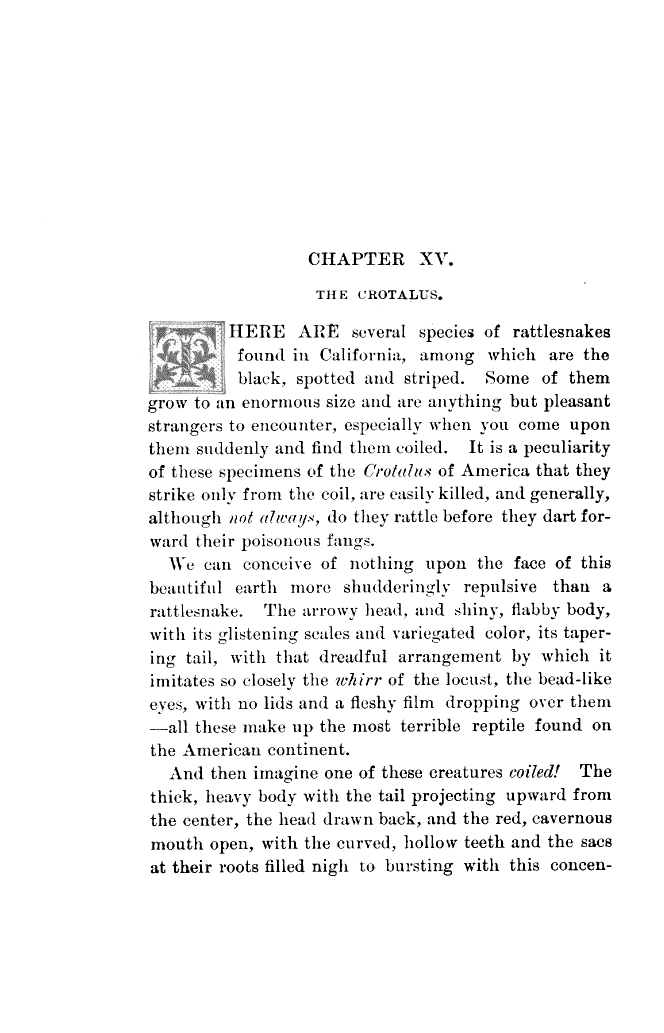 CHAPTER XV.
THE CROTALUS.
THERE ARE several species of rattlesnakes
found in California, among which are the
black, spotted and striped. Some of them
grow to an enormous size and are anything but pleasant
strangers to encounter, especially when you come upon
them suddenly and find them coiled. It is a peculiarity
of these specimens of the Crotalus of America that they
strike only from the coil, are easily killed, and generally,
although not always, do they rattle before they dart for-
ward their poisonous fangs.
We can conceive of nothing upon the face of this
beautiful earth more shudderingly repulsive than a
rattlesnake. The arrowy head, and shiny, flabby body,
with its glistening scales and variegated color, its taper-
ing tail, with that dreadful arrangement by which it
imitates so closely the whirr of the locust, the bead-like
eyes, with no lids and a fleshy film dropping over them
—all these make up the most terrible reptile found on
the American continent.
And then imagine one of these creatures coiled! The
thick, heavy body with the tail projecting upward from
the center, the head drawn back, and the red, cavernous
mouth open, with the curved, hollow teeth and the sacs
at their roots filled nigh to bursting with this concen-